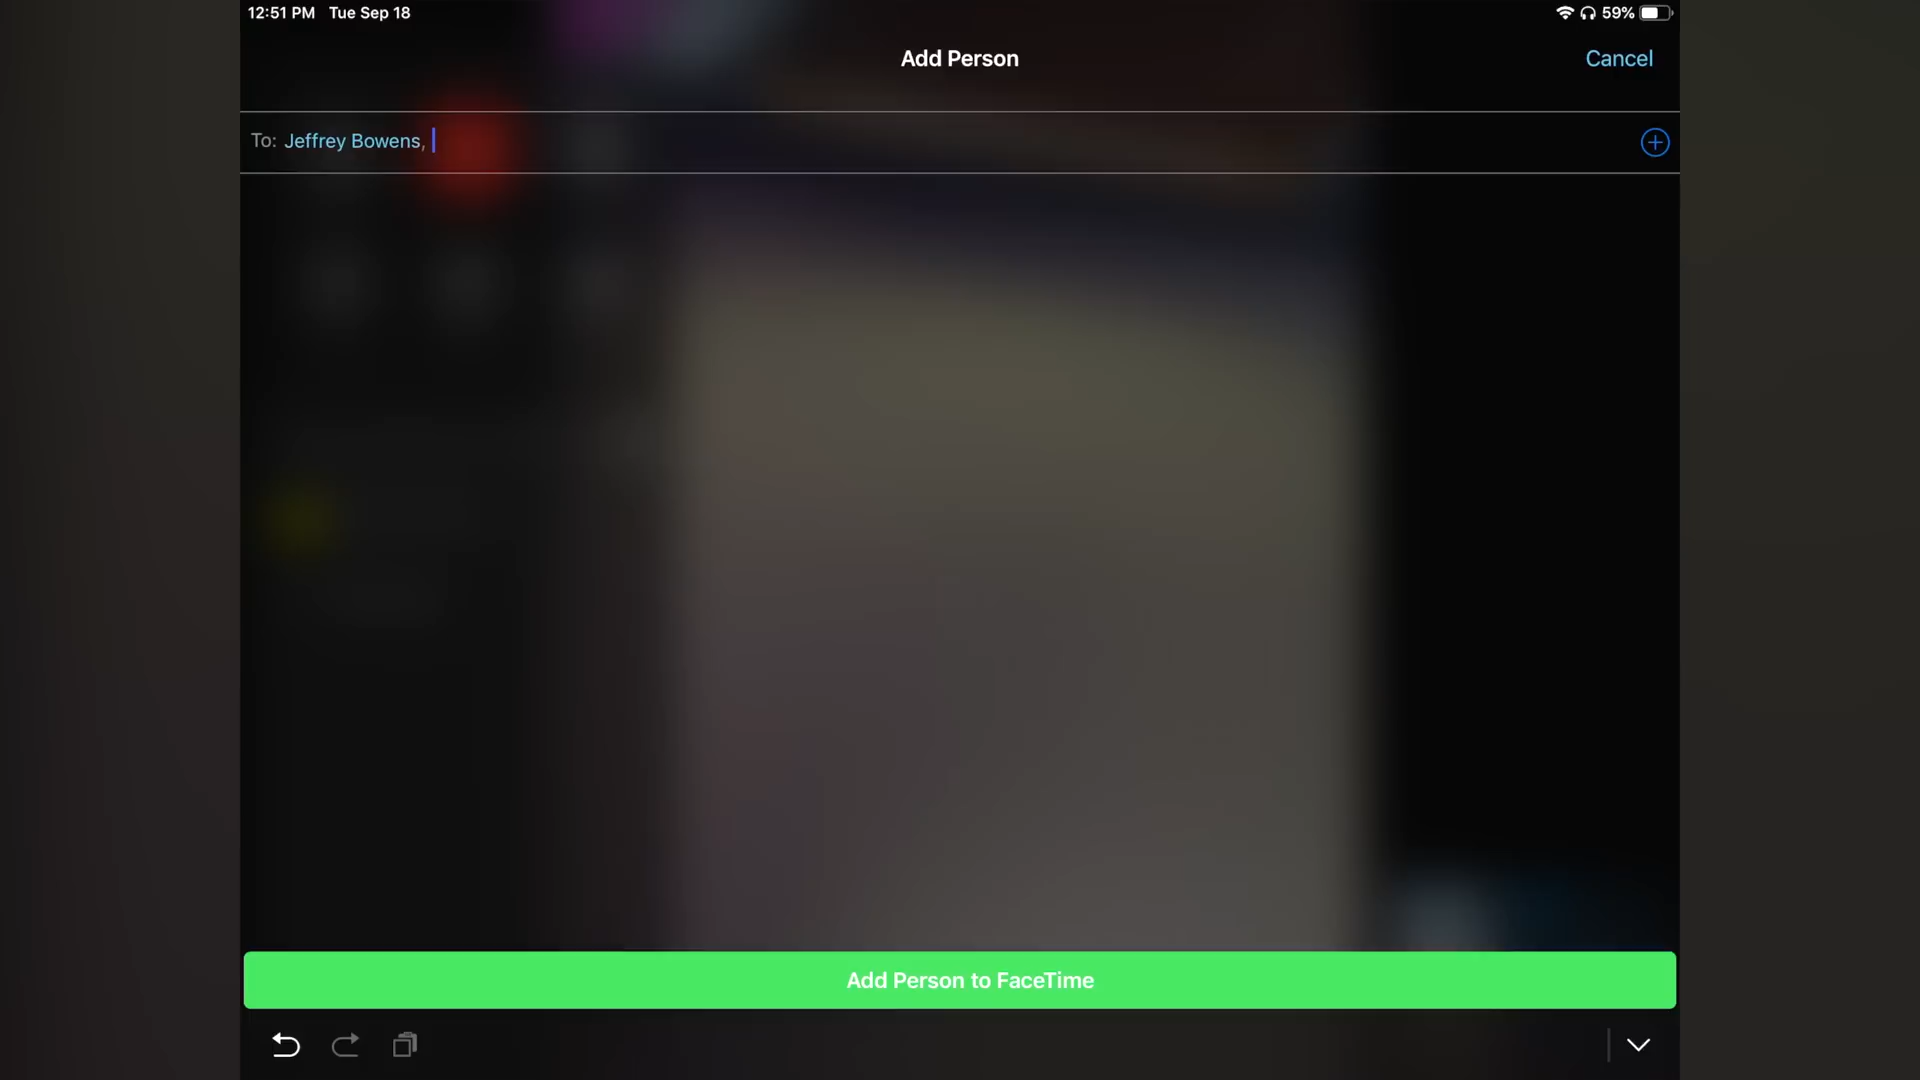 12:51 PM Tue Sep 18
59%
Add Person
Cancel
To: Jeffrey Bowens,
Add Person to FaceTime